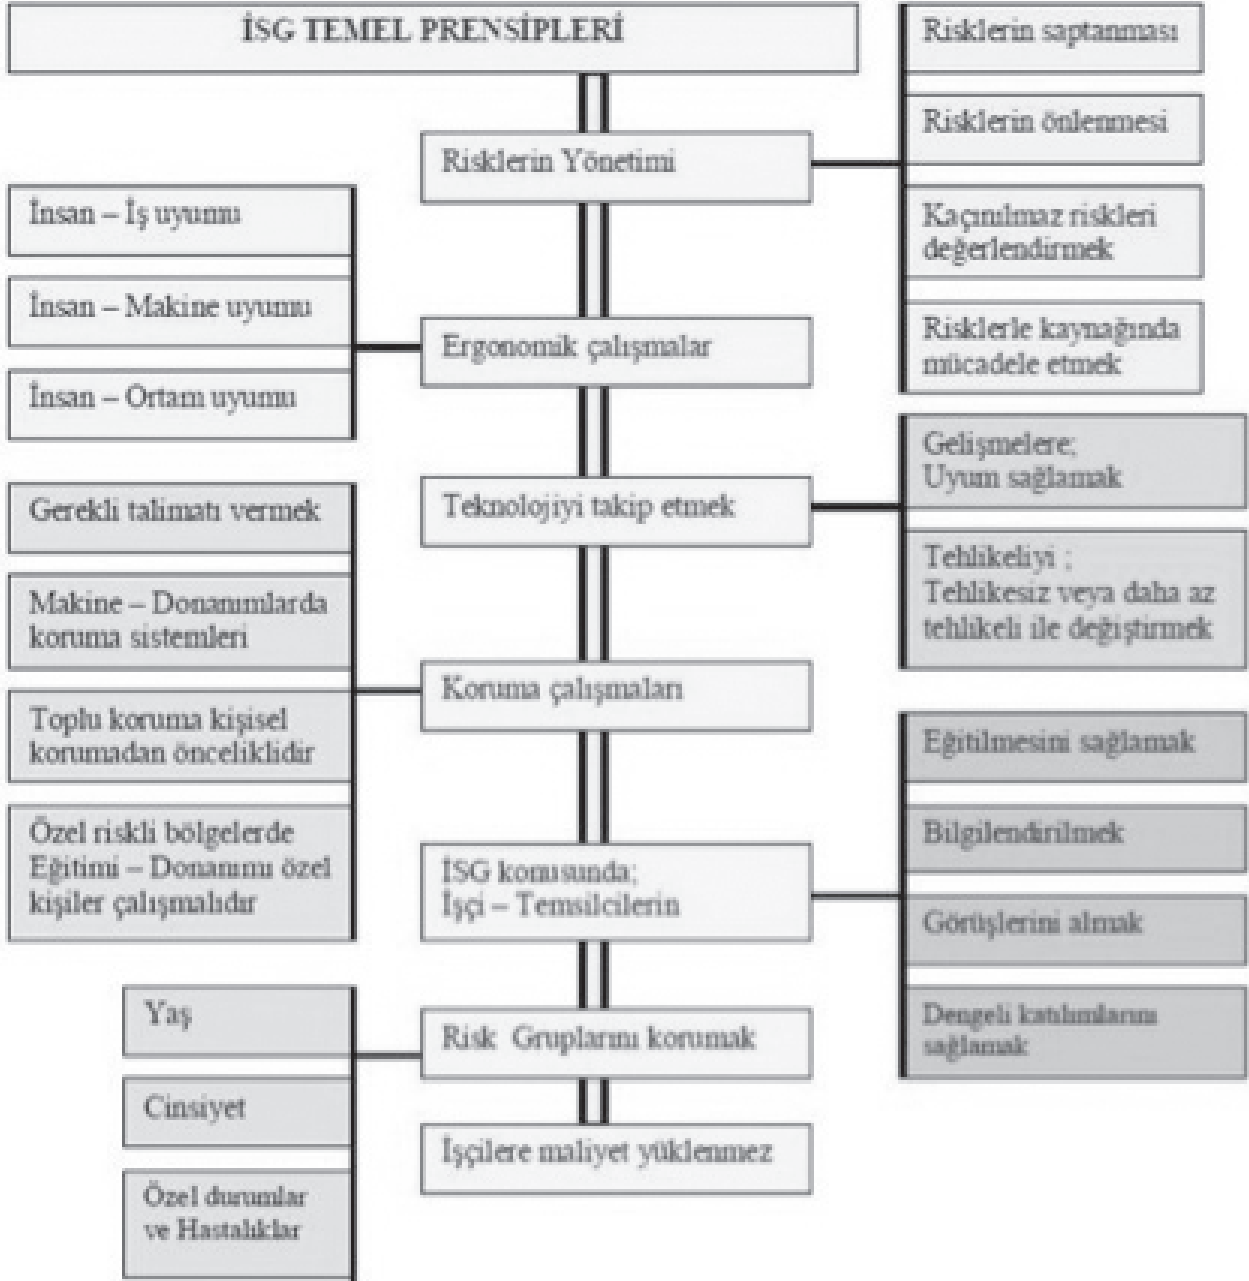 İSG TEMEL PRENSİPLERİ
Risklerin Yönetimi
Risklerin saptanması
Risklerin önlenmesi
Kaçınılmaz riskleri
değerlendirmek
Risklerle kaynağında
mücadele etmek
Ergonomik çalışmalar
İnsan – İş uyumu
İnsan – Makine uyumu
İnsan – Ortam uyumu
Teknolojiyi takip etmek
Gelişmelere;
Uyum sağlamak
Tehlikeliyi ;
Tehlikesiz veya daha az
tehlikeli ile değiştirmek
Koruma çalışmaları
Gerekli talimatı vermek
Makine – Donanımlarda
koruma sistemleri
Toplu koruma kişisel
korumadan önceliklidir
Özel riskli bölgelerde
Eğitimi – Donanımı özel
kişiler çalışmalıdır
İSG konusunda;
İşçi – Temsilcilerin
Eğitilmesini sağlamak
Bilgilendirilmek
Görüşlerini almak
Dengeli katılımlarını
sağlamak
Risk Gruplarını korumak
Yaş
Cinsiyet
Özel durumlar
ve Hastalıklar
İşçilere maliyet yüklenmez